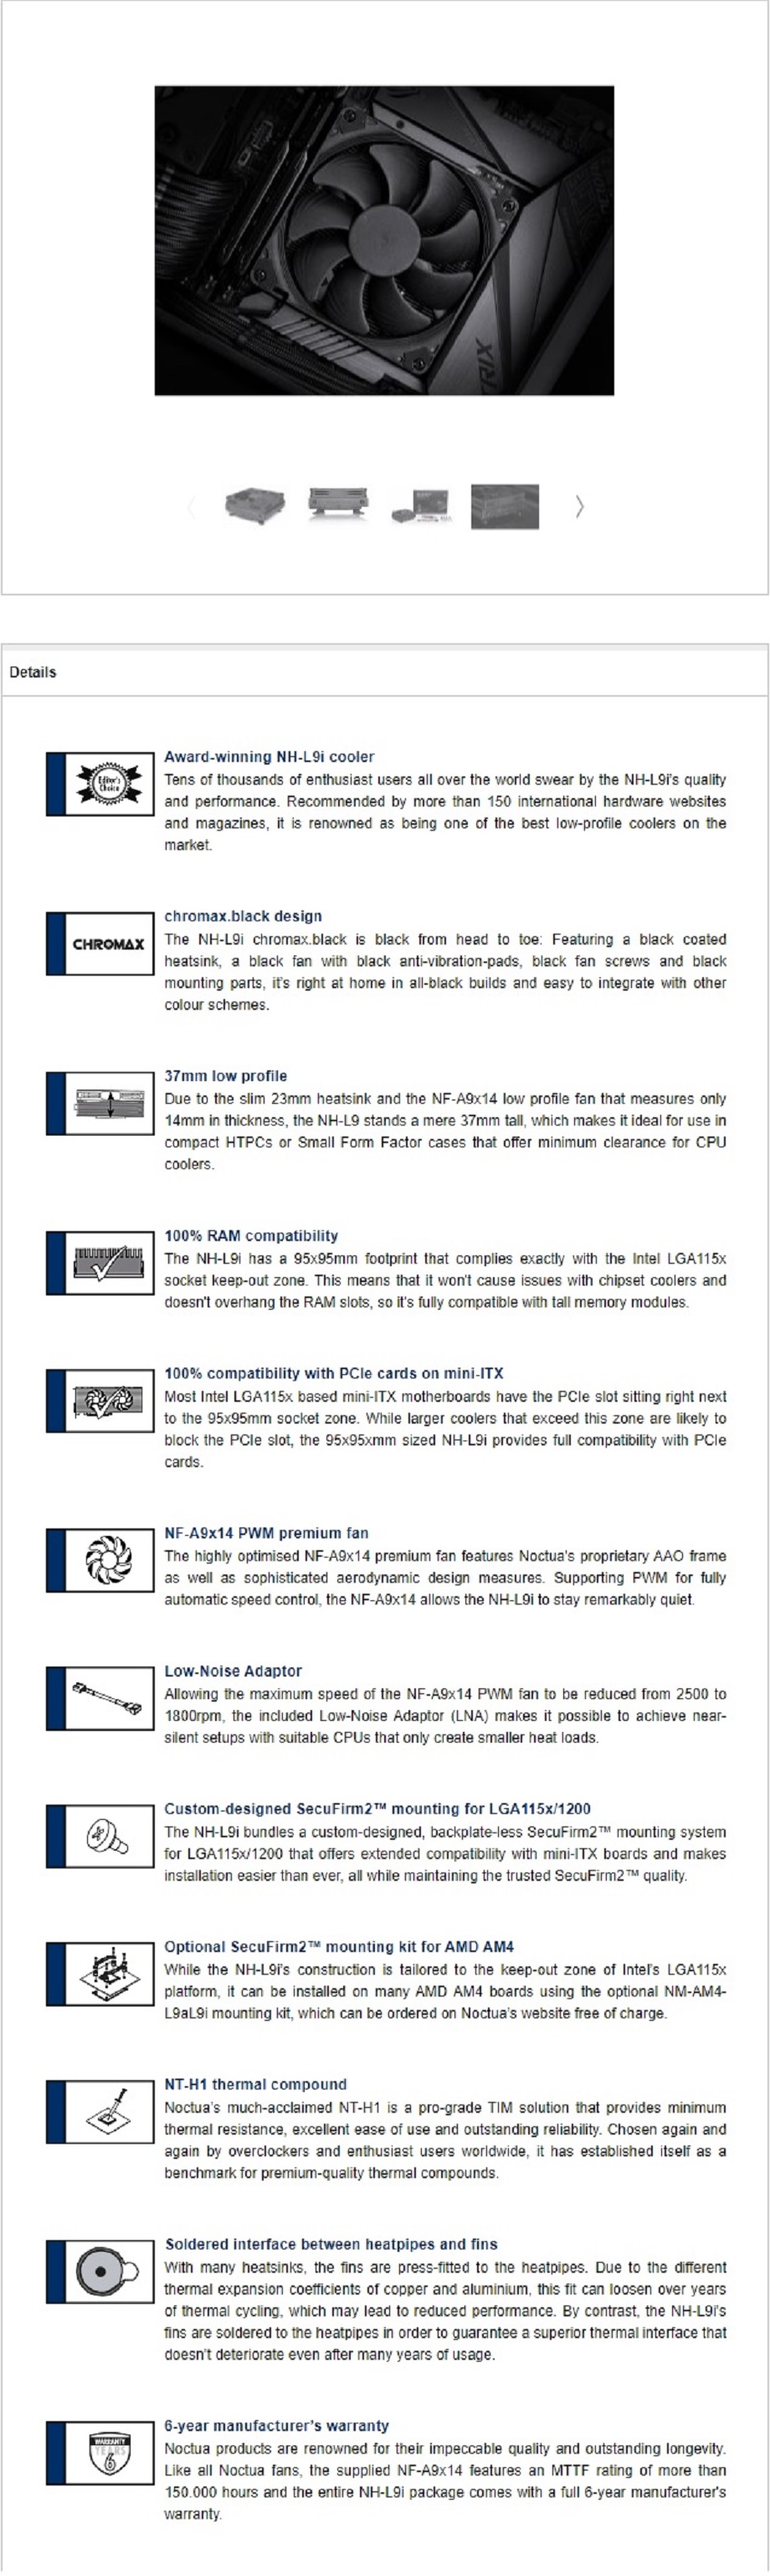 RIX
Details
Editor's
Choice
Award-winning NH-L9i cooler
Tens of thousands of enthusiast users all over the world swear by the NH-L9i's quality
and performance. Recommended by more than 150 international hardware websites
and magazines, it is renowned as being one of the best low-profile coolers on the
market.
CHROMAX
chromax.black design
The NH-L9i chromax.black is black from head to toe: Featuring a black coated
heatsink, a black fan with black anti-vibration-pads, black fan screws and black
mounting parts, it's right at home in all-black builds and easy to integrate with other
colour schemes.
37mm low profile
Due to the slim 23mm heatsink and the NF-A9x14 low profile fan that measures only
14mm in thickness, the NH-L9 stands a mere 37mm tall, which makes it ideal for use in
compact HTPCs or Small Form Factor cases that offer minimum clearance for CPU
coolers.
100% RAM compatibility
The NH-L9i has a 95x95mm footprint that complies exactly with the Intel LGA115x
socket keep-out zone. This means that it won't cause issues with chipset coolers and
doesn't overhang the RAM slots, so it's fully compatible with tall memory modules.
100% compatibility with PCIe cards on mini-ITX
Most Intel LGA115x based mini-ITX motherboards have the PCIe slot sitting right next
to the 95x95mm socket zone. While larger coolers that exceed this zone are likely to
block the PCIe slot, the 95x95xmm sized NH-L9i provides full compatibility with PCIe
cards.
NF-A9x14 PWM premium fan
The highly optimised NF-A9x14 premium fan features Noctua's proprietary AAO frame
as well as sophisticated aerodynamic design measures. Supporting PWM for fully
automatic speed control, the NF-A9x14 allows the NH-L9i to stay remarkably quiet.
Low-Noise Adaptor
Allowing the maximum speed of the NF-A9x14 PWM fan to be reduced from 2500 to
1800rpm, the included Low-Noise Adaptor (LNA) makes it possible to achieve near-
silent setups with suitable CPUs that only create smaller heat loads.
Custom-designed SecuFirm2™ mounting for LGA115x/1200
The NH-L9i bundles a custom-designed, backplate-less SecuFirm2™ mounting system
for LGA115x/1200 that offers extended compatibility with mini-ITX boards and makes
installation easier than ever, all while maintaining the trusted SecuFirm2™ quality.
Optional SecuFirm2™ mounting kit for AMD AM4
While the NH-L9i's construction is tailored to the keep-out zone of Intel's LGA115x
platform, it can be installed on many AMD AM4 boards using the optional NM-AM4-
L9aL9i mounting kit, which can be ordered on Noctua's website free of charge.
NT-H1 thermal compound
Noctua's much-acclaimed NT-H1 is a pro-grade TIM solution that provides minimum
thermal resistance, excellent ease of use and outstanding reliability. Chosen again and
again by overclockers and enthusiast users worldwide, it has established itself as a
benchmark for premium-quality thermal compounds.
Soldered interface between heatpipes and fins
With many heatsinks, the fins are press-fitted to the heatpipes. Due to the different
thermal expansion coefficients of copper and aluminium, this fit can loosen over years
of thermal cycling, which may lead to reduced performance. By contrast, the NH-L9i's
fins are soldered to the heatpipes in order to guarantee a superior thermal interface that
doesn't deteriorate even after many years of usage.
WARRANTY
YEARS
6
6-year manufacturer's warranty
Noctua products are renowned for their impeccable quality and outstanding longevity.
Like all Noctua fans, the supplied NF-A9x14 features an MTTF rating of more than
150.000 hours and the entire NH-L9i package comes with a full 6-year manufacturer's
warranty.